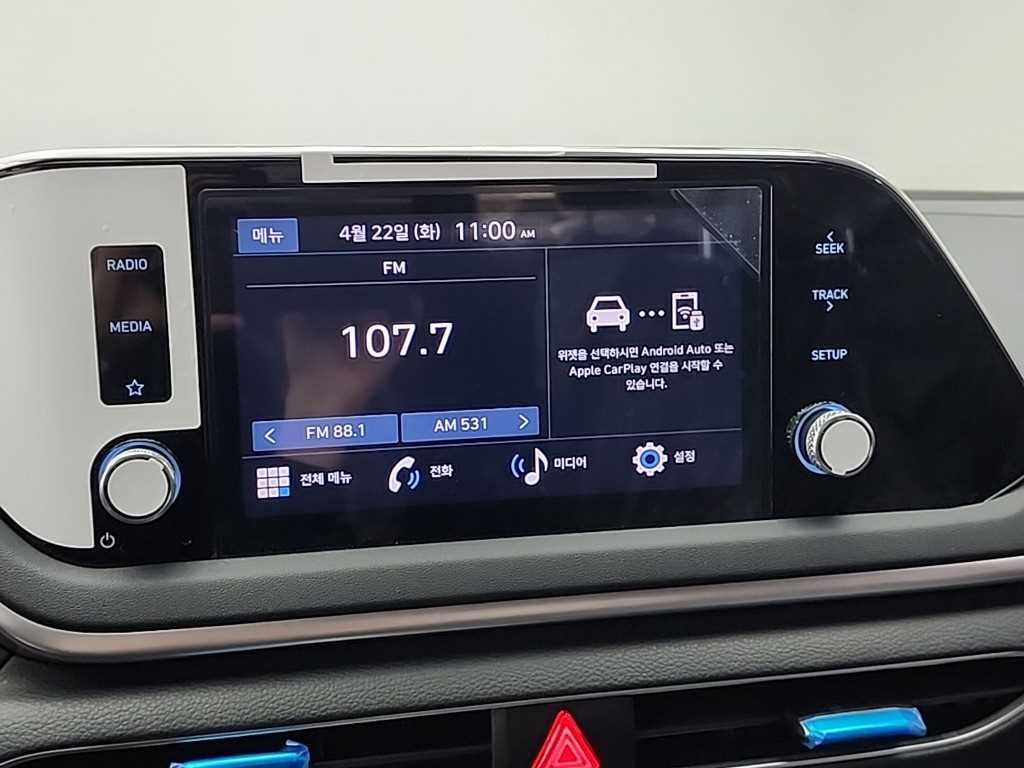 RADIO
MEDIA
메뉴 4월 22일 (화) 11:00 AM
FM
107.7
FM 88.1
AM 531
위젯을 선택하시면 Android Auto 또는
Apple CarPlay 연결을 시작할 수
있습니다.
전체 메뉴
전화
미디어
설정
SEEK
TRACK
SETUP